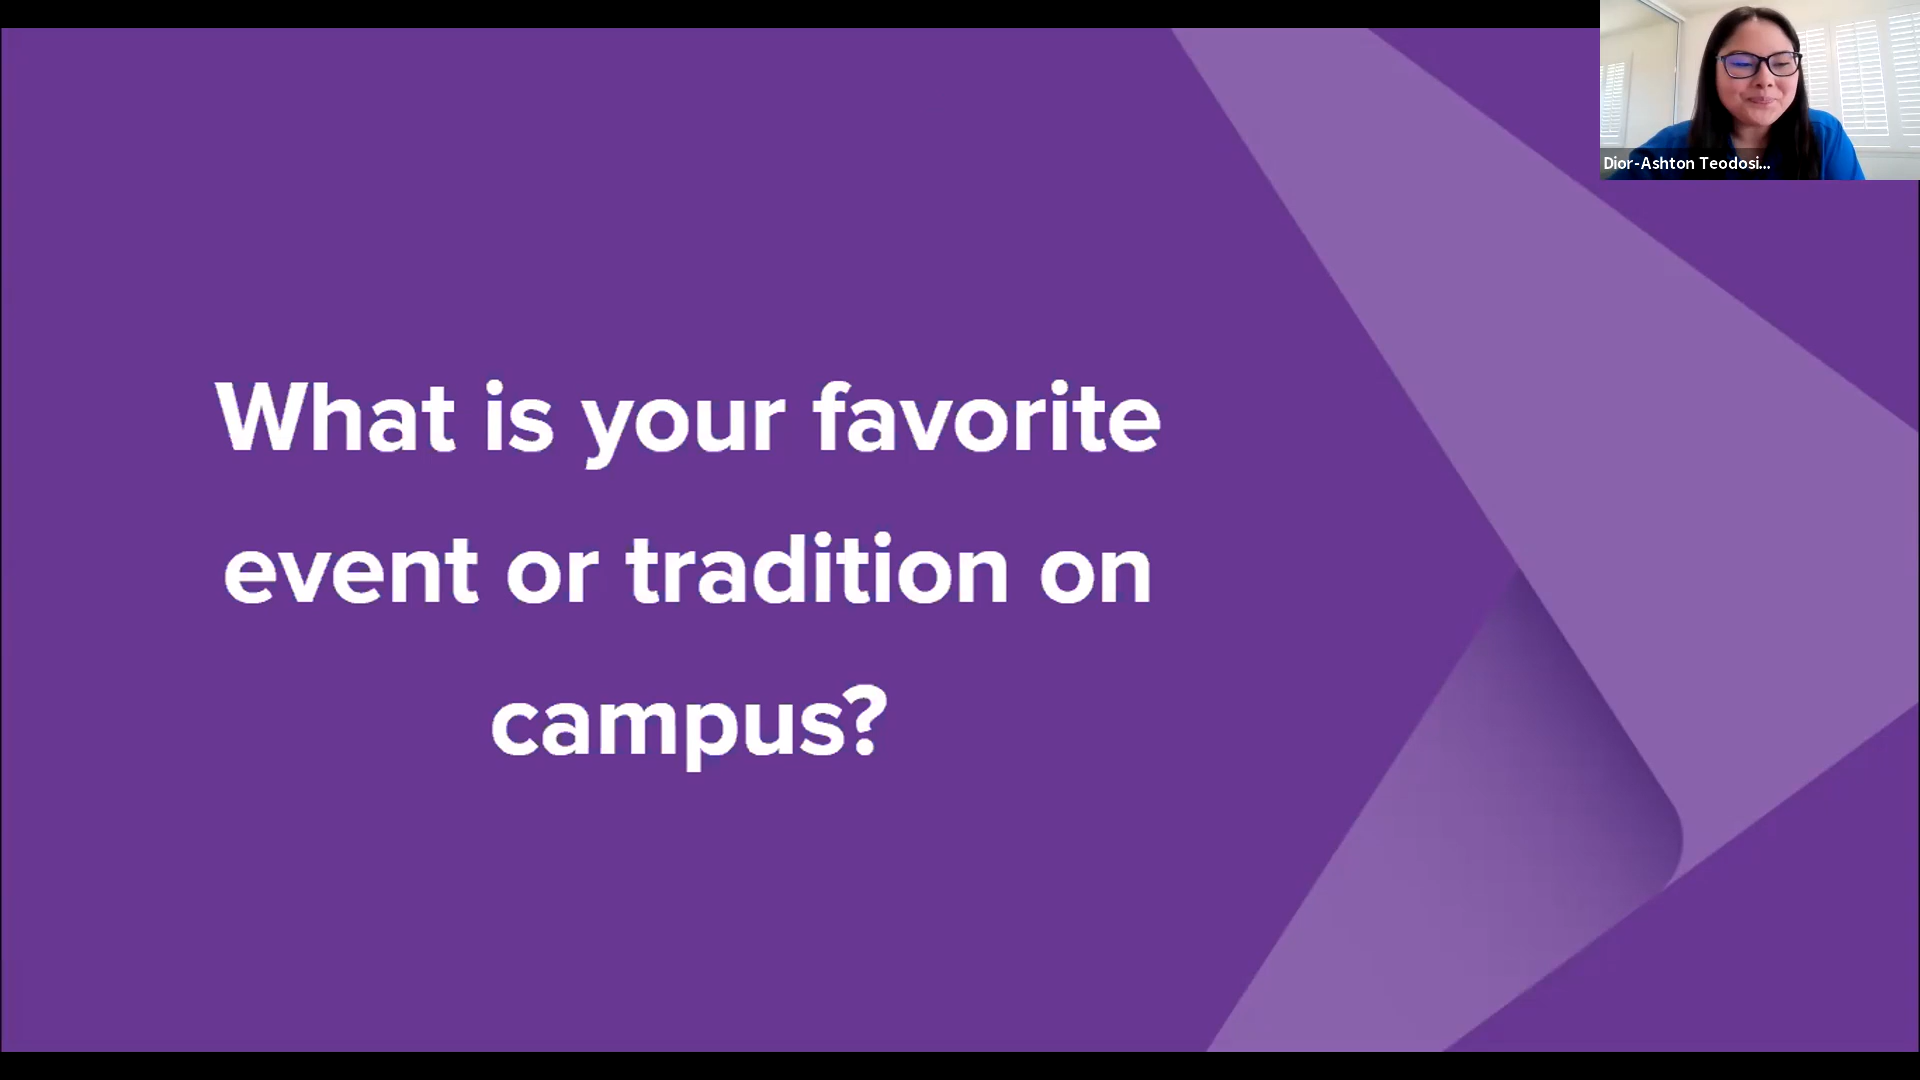 Dior-Ashton Teodosi...
What is your favorite
event or tradition on
campus?